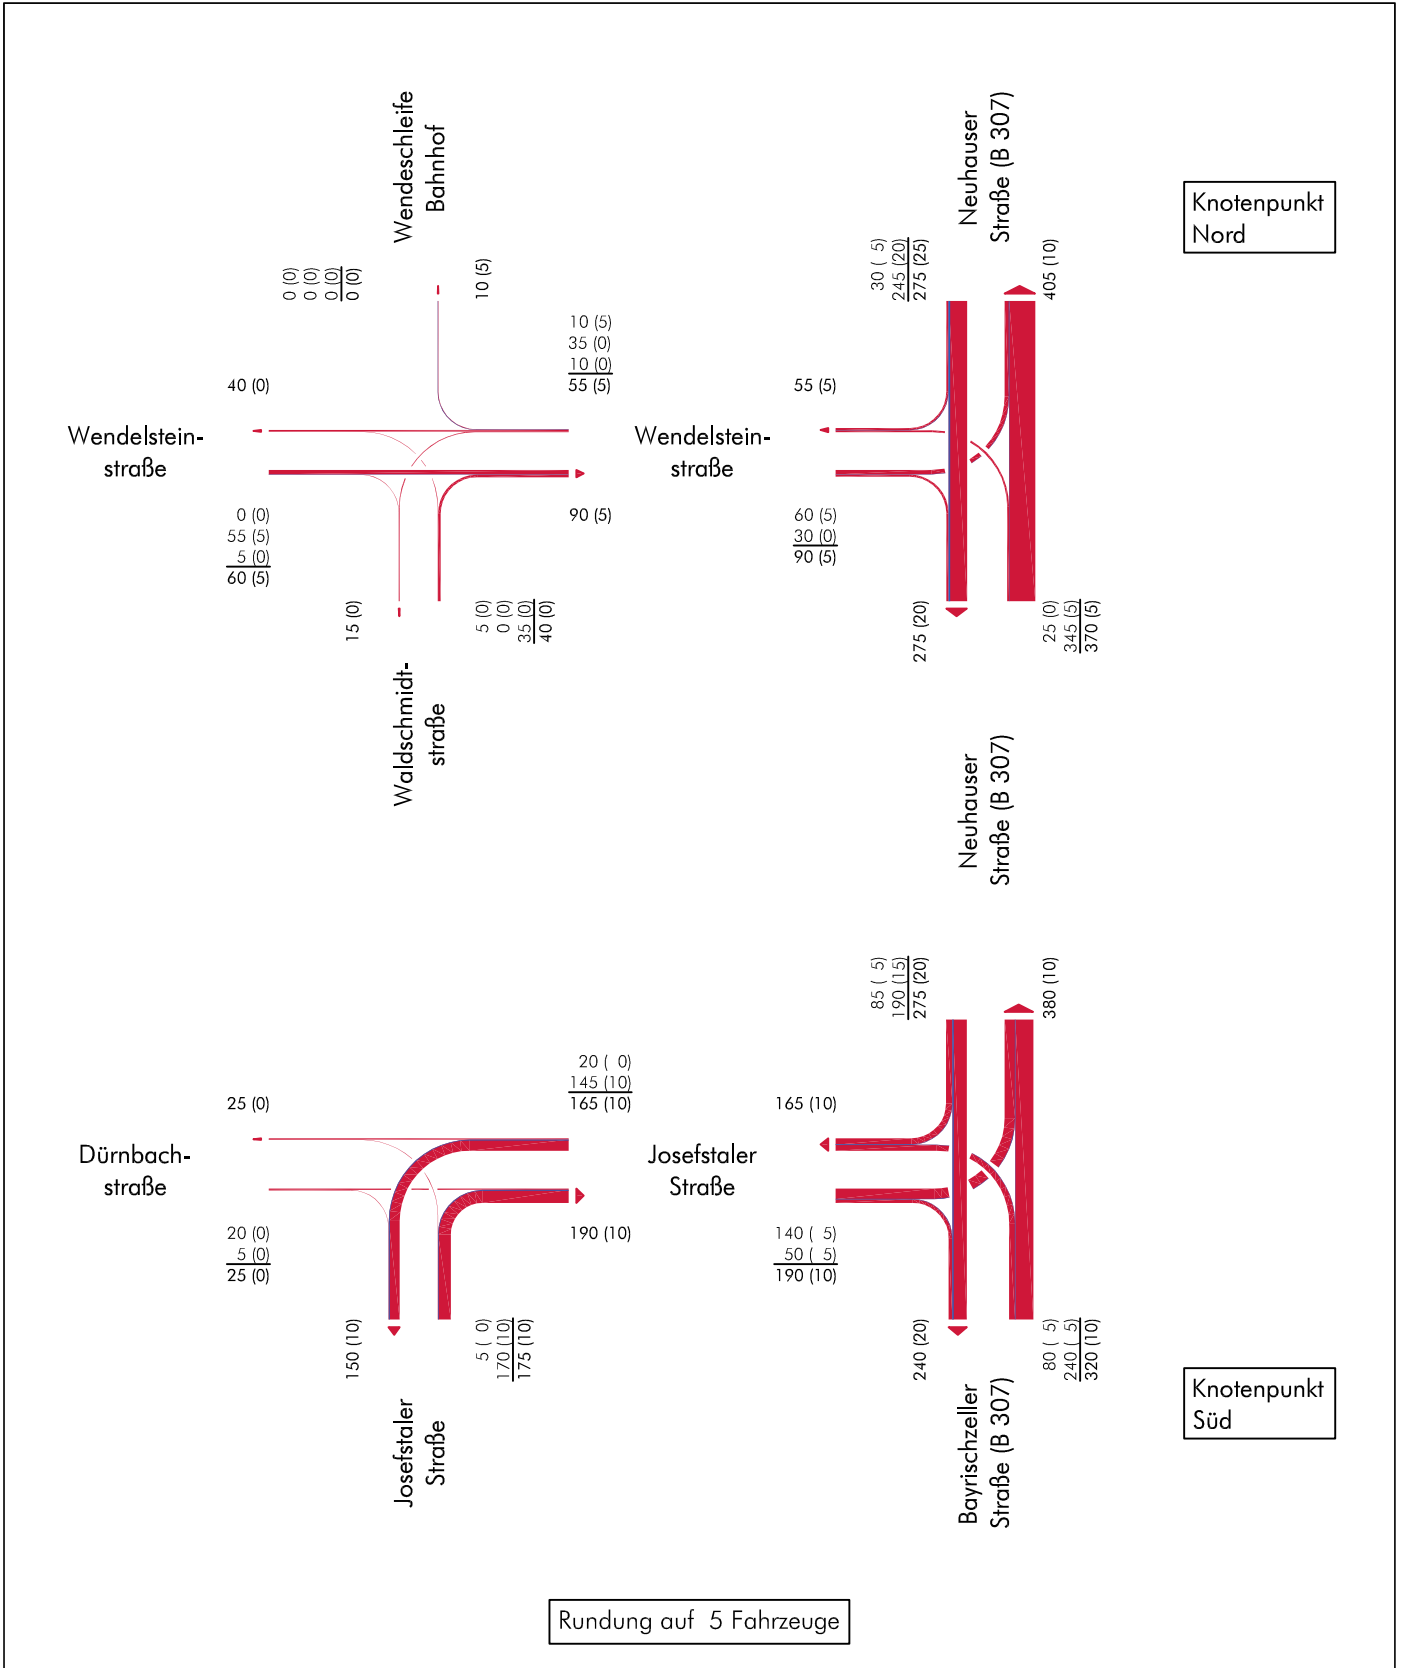 Wendeschleife
Bahnhof
Neuhauser
Straße (B 307)
Knotenpunkt
Nord
0 (0)
0 (0)
0 (0)
0 (0)
10 (5)
10 (5)
35 (0)
10 (0)
55 (5)
40 (0)
Wendelstein-
straße
0 (0)
55 (5)
5 (0)
60 (5)
90 (5)
15 (0)
5 (0)
0 (0)
35 (0)
40 (0)
Waldschmidt-
straße
30 ( 5)
245 (20)
275 (25)
405 (10)
55 (5)
Wendelstein-
straße
60 (5)
30 (0)
90 (5)
275 (20)
25 (0)
345 (5)
370 (5)
Neuhauser
Straße (B 307)
20 ( 0)
145 (10)
165 (10)
25 (0)
Dürnbach-
straße
20 (0)
5 (0)
25 (0)
190 (10)
150 (10)
5 ( 0)
170 (10)
175 (10)
Josefstaler
Straße
85 ( 5)
190 (15)
275 (20)
380 (10)
165 (10)
Josefstaler
Straße
140 ( 5)
50 ( 5)
190 (10)
240 (20)
80 ( 5)
240 ( 5)
320 (10)
Bayrischzeller
Straße (B 307)
Knotenpunkt
Süd
Rundung auf 5 Fahrzeuge